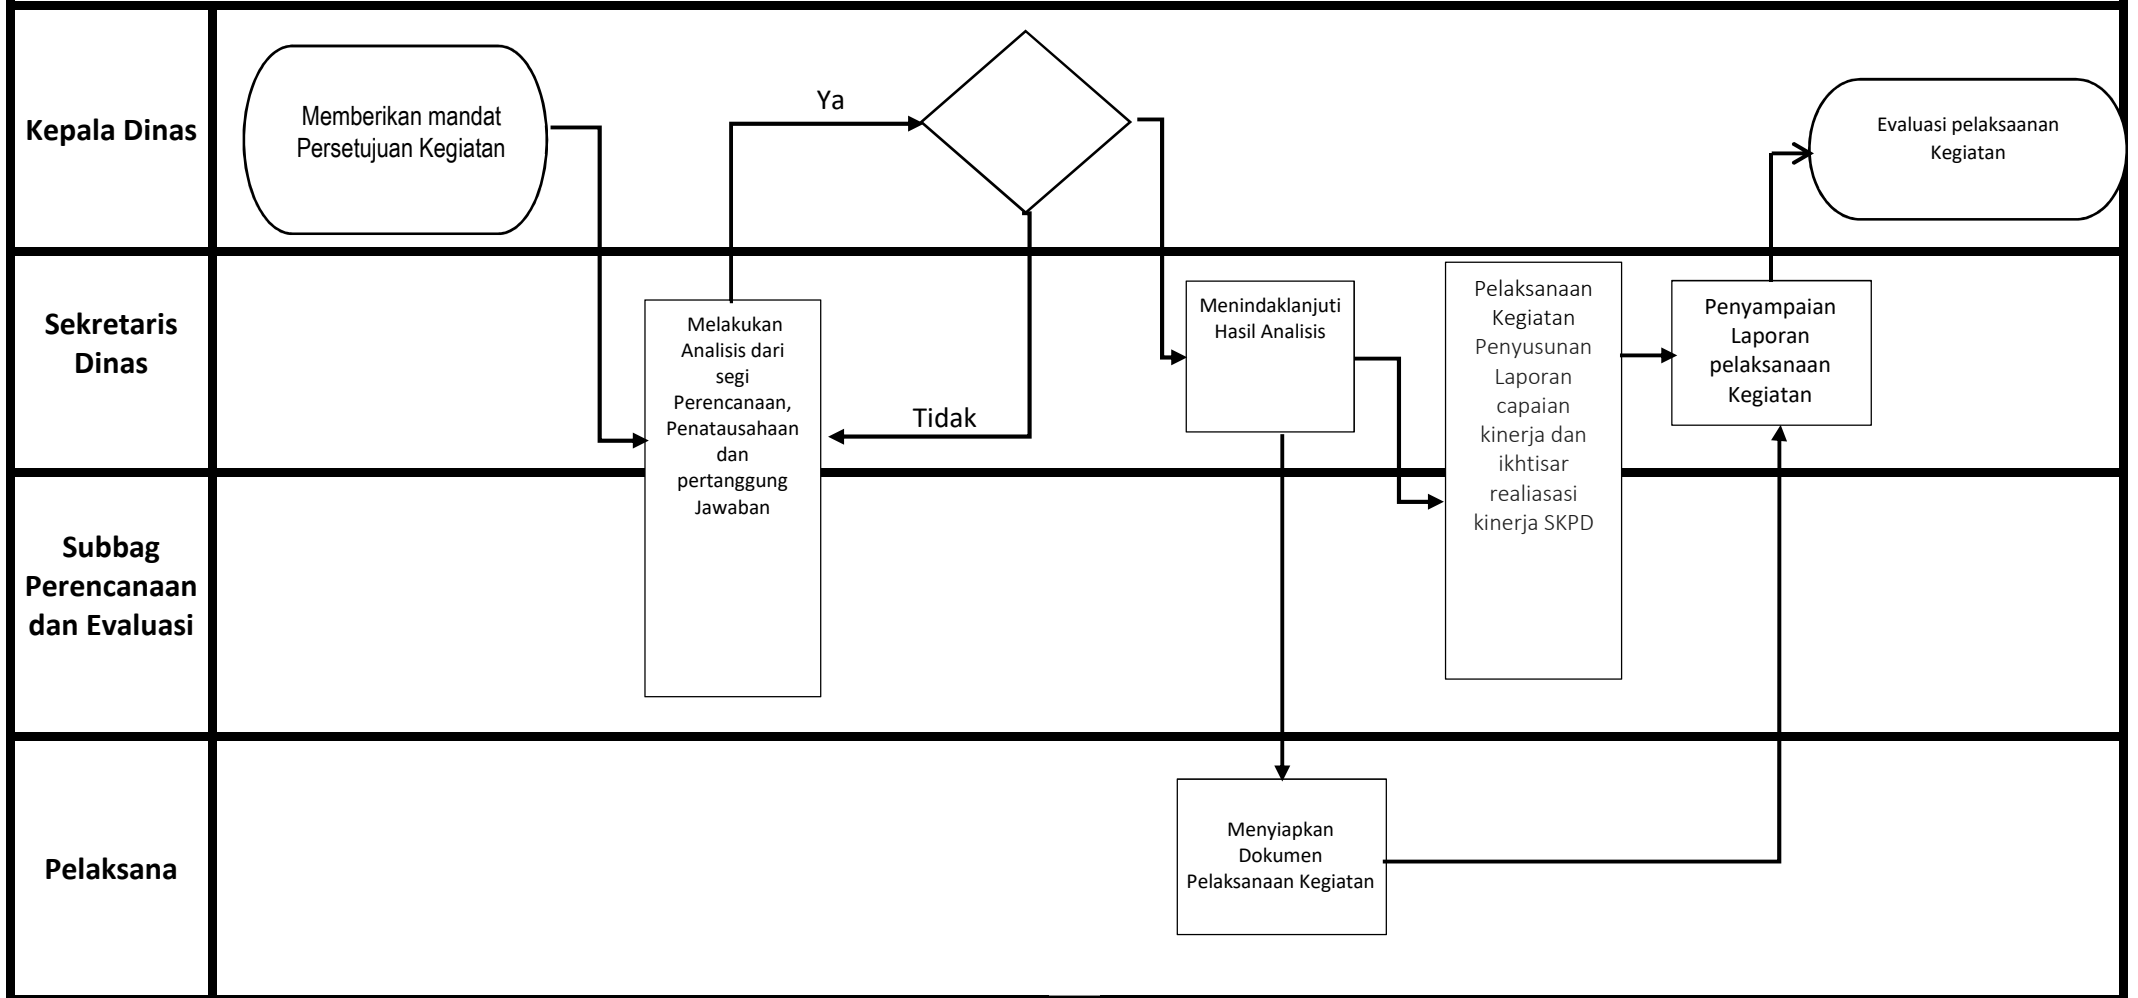 Kepala Dinas
Memberikan mandat
Persetujuan Kegiatan
Ya
Evaluasi pelaksaanan
Kegiatan
Sekretaris
Dinas
Melakukan
Analisis dari
segi
Perencanaan,
Penatausahaan
dan
pertanggung
Jawaban
Tidak
Menindaklanjuti
Hasil Analisis
Pelaksanaan
Kegiatan
Penyusunan
Laporan
capaian
kinerja dan
ikhtisar
realiasasi
kinerja SKPD
Penyampaian
Laporan
pelaksanaan
Kegiatan
Subbag
Perencanaan
dan Evaluasi
Pelaksana
Menyiapkan
Dokumen
Pelaksanaan Kegiatan